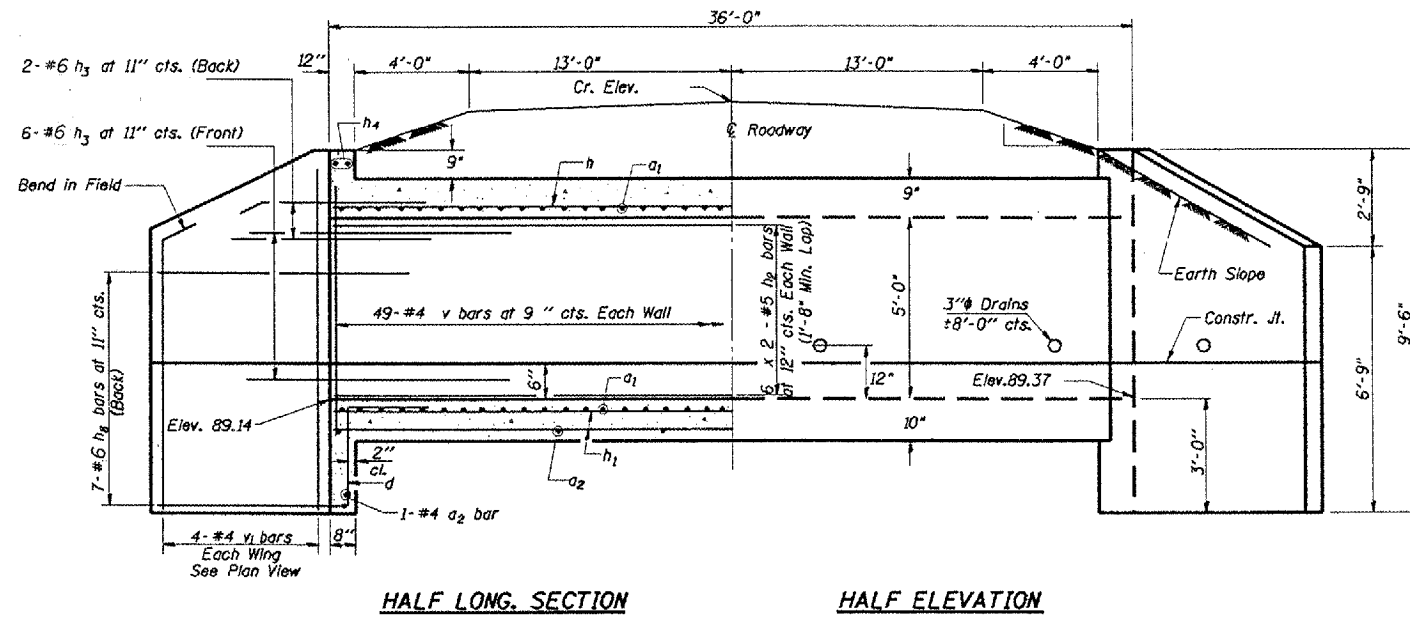 36'-0"
2-#6 h3 at 11" cts. (Back)
12"
4'-0"
13'-0"
13'-0"
4'-0"
Cr. Elev.
6-#6 h3 at 11" cts. (Front)
h4
℄ Roodway
9"
h
a1
Bend in Field
9"
2'-9"
Earth Slope
6 x 2 - #5 h2 bars
at 12" cts. Each Wall
(1'-8" Min. Lap)
5'-0"
49-#4 v bars at 9 " cts. Each Wall
3"ϕ Drains
±8'-0" cts.
Constr. Jt.
9'-6"
7-#6 h8 bars at 11" cts.
(Back)
6"
12"
a1
Elev.89.37
6'-9"
Elev. 89.14
10"
2"
cl.
h1
3'-0"
d
a2
1-#4 a2 bar
4-#4 v1 bars
Each Wing
See Plan View
8"
HALF LONG. SECTION
HALF ELEVATION